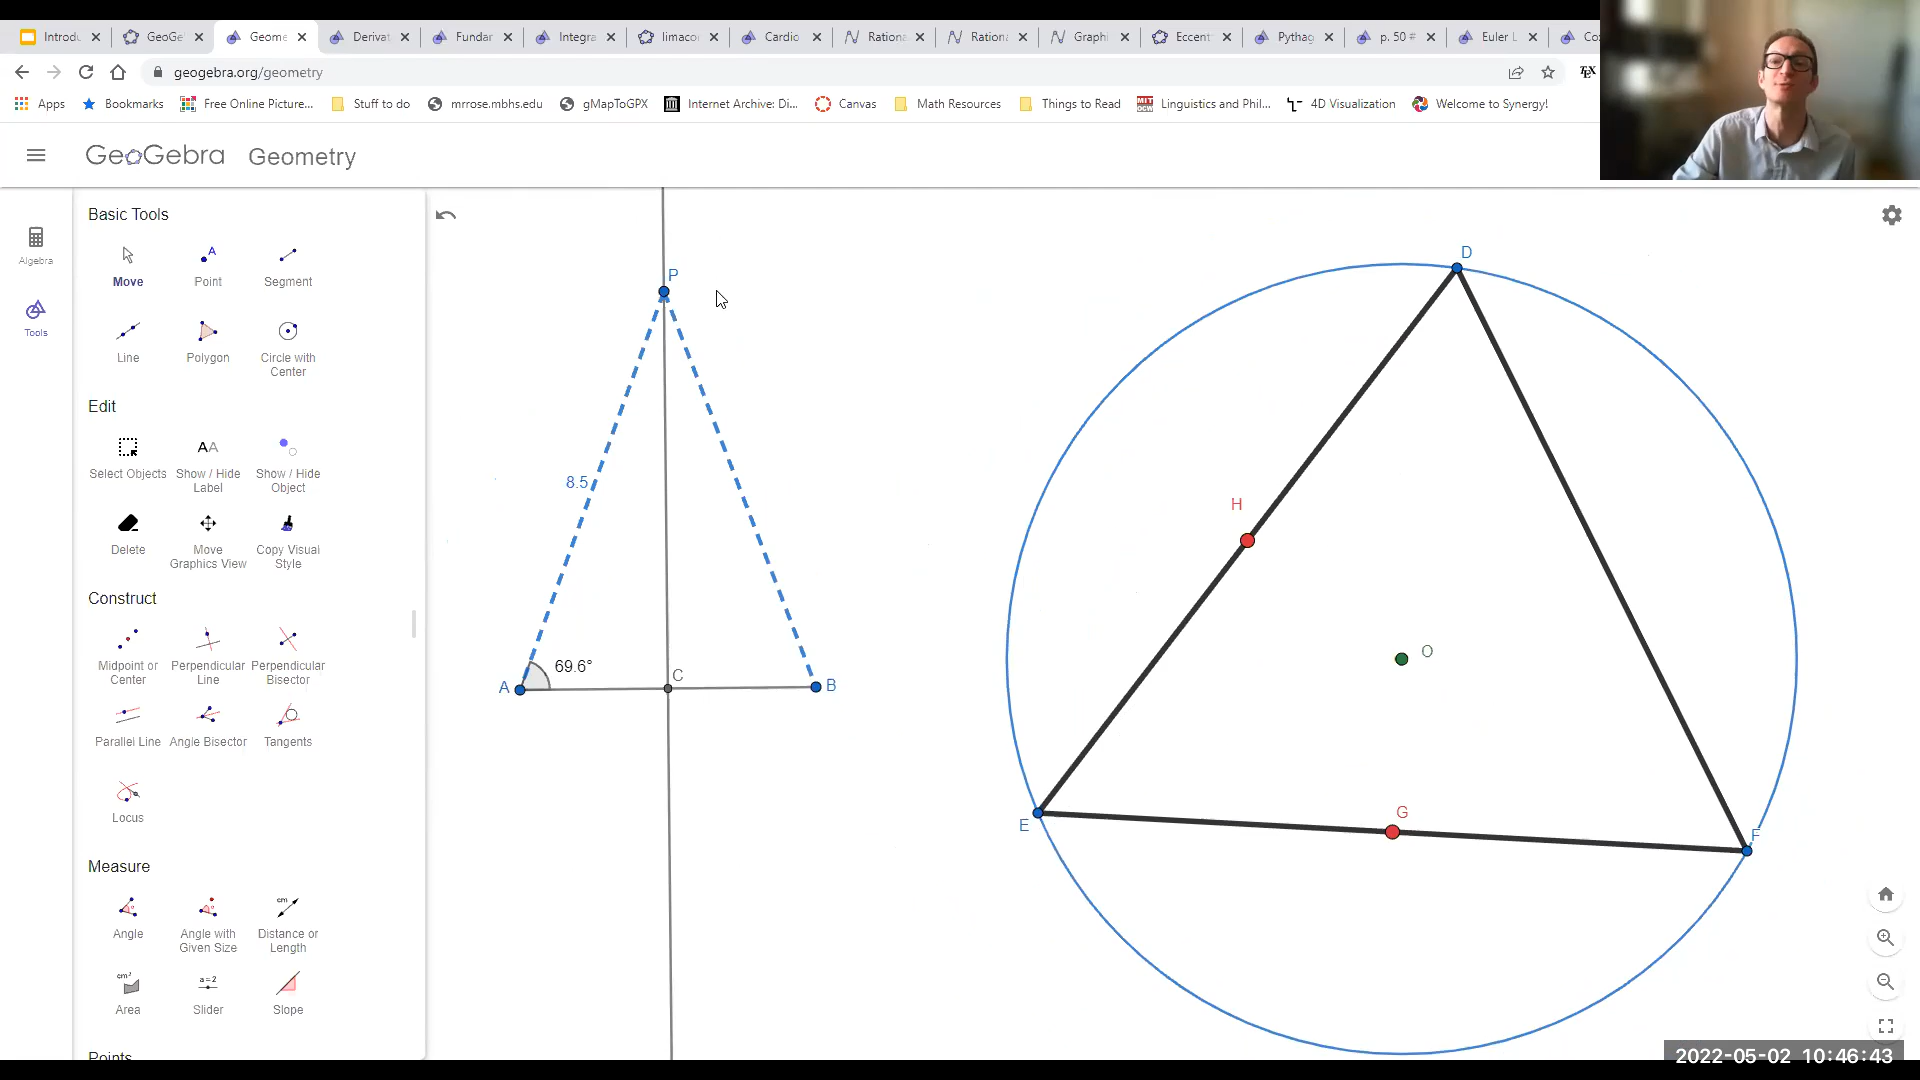 Introdu GeoGe Geome Derivat Fundar Integra limaco Cardio Rationa Rationa Graphi Eccent Pythag p. 50 # Euler L Co
geogebra.org/geometry
Apps Bookmarks Free Online Picture... Stuff to do mrrose.mbhs.edu gMapToGPX Internet Archive: Di... Canvas Math Resources Things to Read Linguistics and Phil... 4D Visualization Welcome to Synergy!
GeoGebra Geometry
Algebra
Tools
Basic Tools
Move Point Segment
Line Polygon Circle with Center
Edit
Select Objects Show / Hide Label Show / Hide Object
Delete Move Graphics View Copy Visual Style
Construct
Midpoint or Center Perpendicular Line Perpendicular Bisector
Parallel Line Angle Bisector Tangents
Locus
Measure
Angle Angle with Given Size Distance or Length
Area Slider Slope
Points
P
8.5
69.6°
A
C
B
D
H
O
E
G
F
2022-05-02 10:46:43